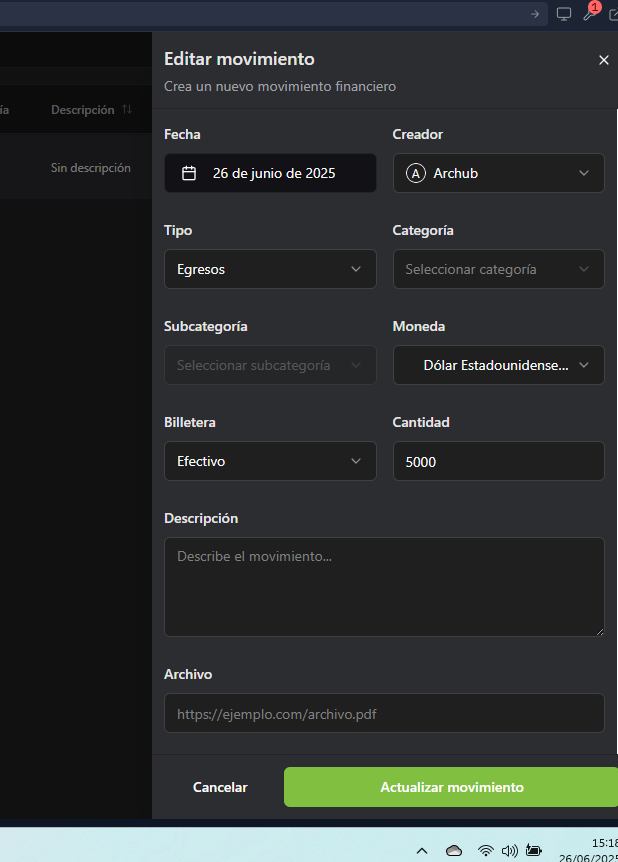 1
Editar movimiento
Crea un nuevo movimiento financiero
ía
Descripción
Sin descripción
Fecha
Creador
26 de junio de 2025
A Archub
Tipo
Categoría
Egresos
Seleccionar categoría
Subcategoría
Moneda
Seleccionar subcategoría
Dólar Estadounidense...
Billetera
Cantidad
Efectivo
5000
Descripción
Describe el movimiento...
Archivo
https://ejemplo.com/archivo.pdf
Cancelar
Actualizar movimiento
15:18
26/06/2025